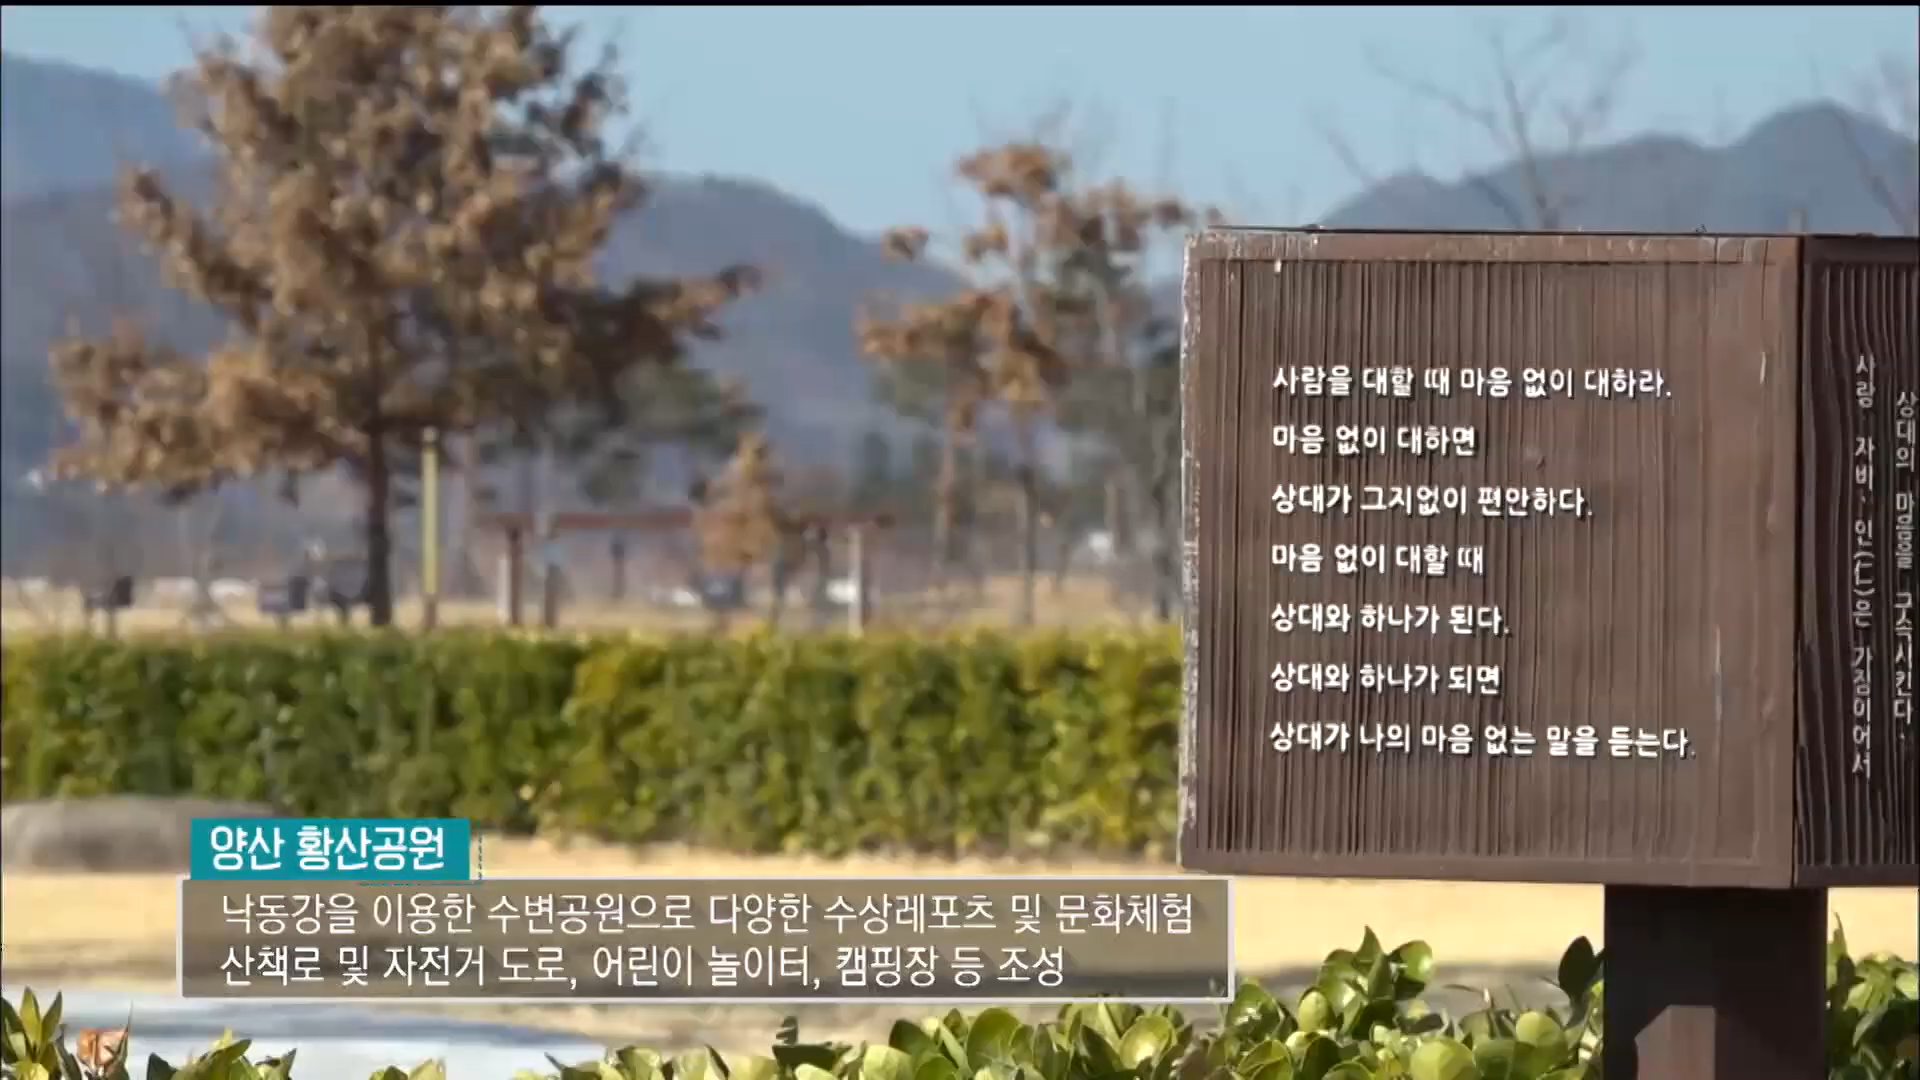 사람을 대할 때 마음 없이 대하라.
마음 없이 대하면
상대가 그지없이 편안하다.
마음 없이 대할 때
상대와 하나가 된다.
상대와 하나가 되면
상대가 나의 마음 없는 말을 듣는다.
사랑 자비, 인(仁)은 가짐이어서
상대의 마음을 구속시킨다.
양산 황산공원
낙동강을 이용한 수변공원으로 다양한 수상레포츠 및 문화체험
산책로 및 자전거 도로, 어린이 놀이터, 캠핑장 등 조성